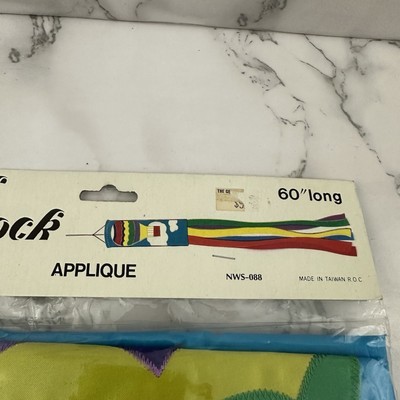 ock
60" long
APPLIQUE
NWS-088
MADE IN TAIWAN R.O.C